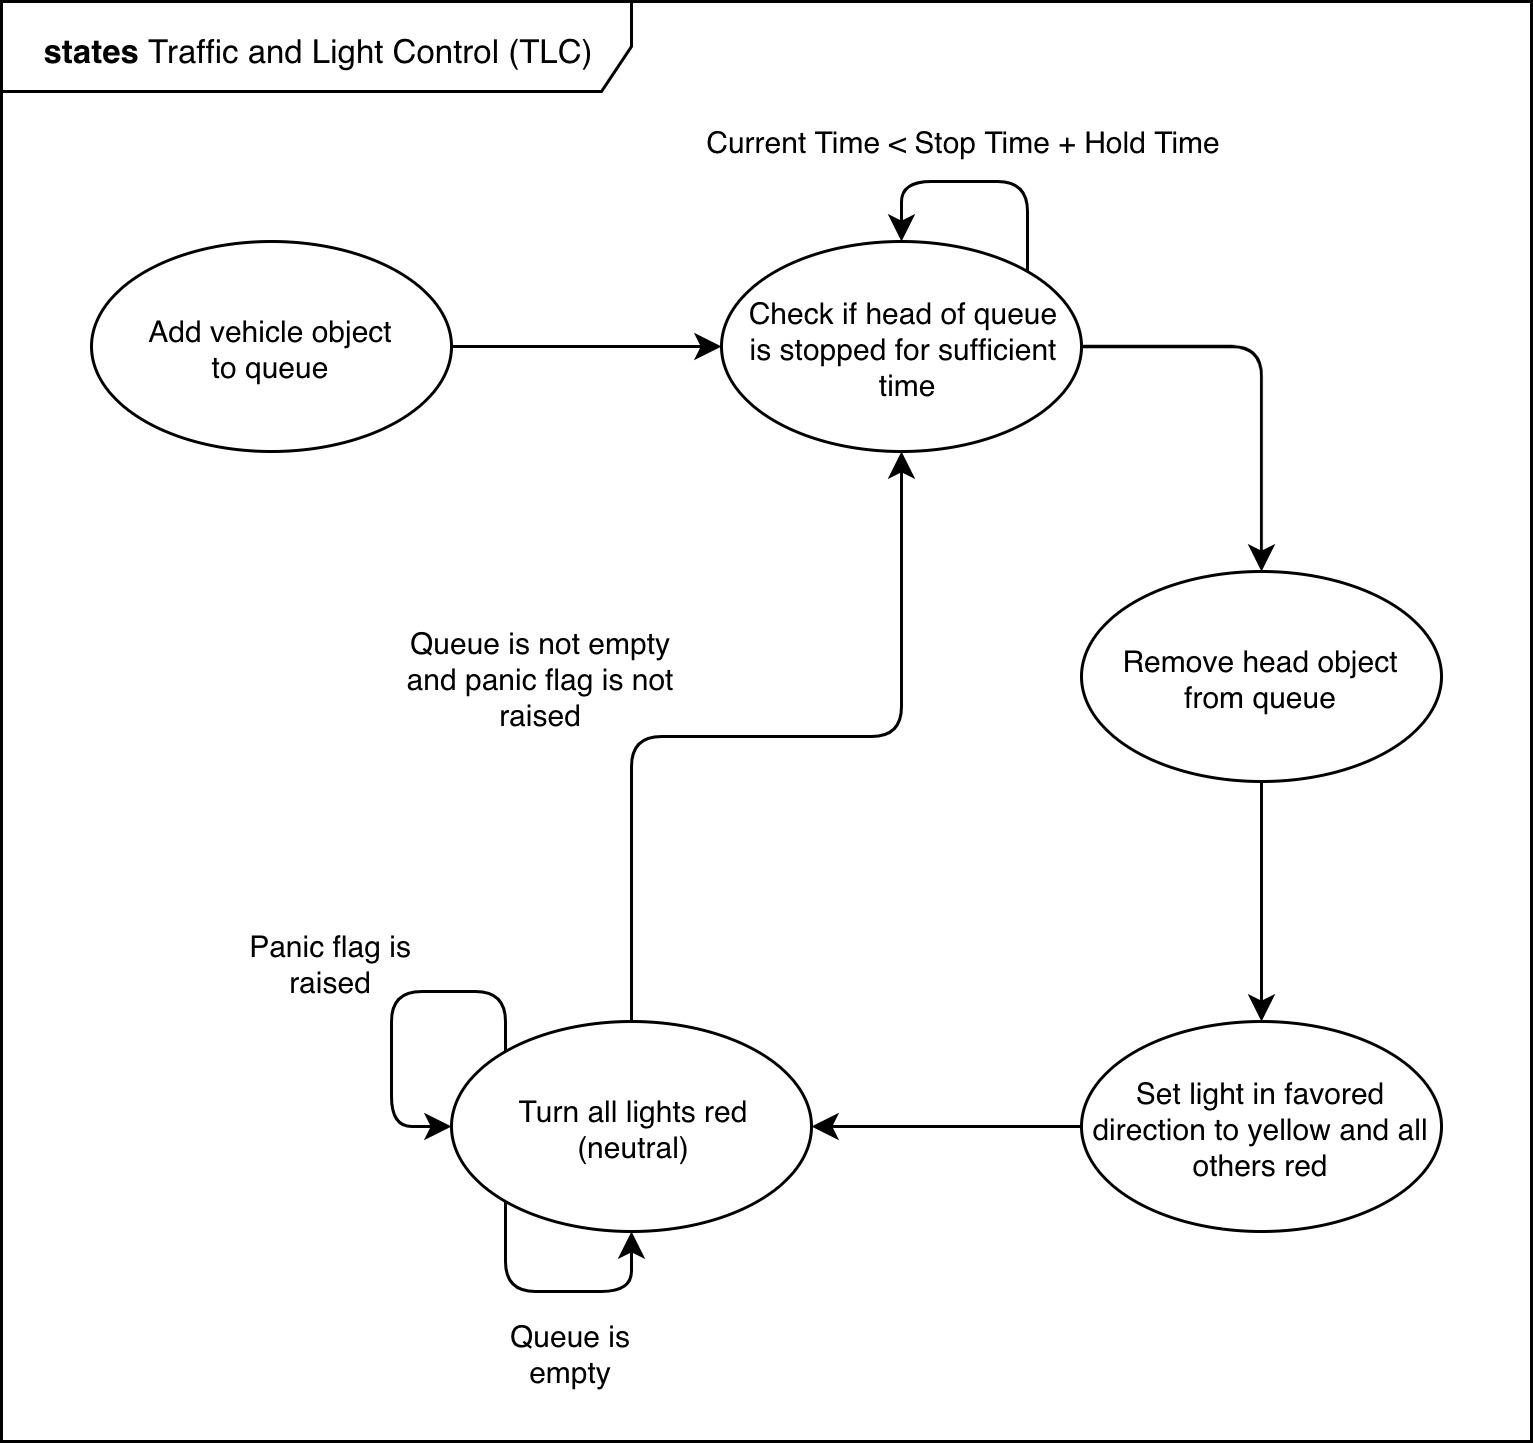 states Traffic and Light Control (TLC)
Current Time < Stop Time + Hold Time
Add vehicle object
to queue
Check if head of queue
is stopped for sufficient
time
Queue is not empty
and panic flag is not
raised
Remove head object
from queue
Panic flag is
raised
Turn all lights red
(neutral)
Set light in favored
direction to yellow and all
others red
Queue is
empty